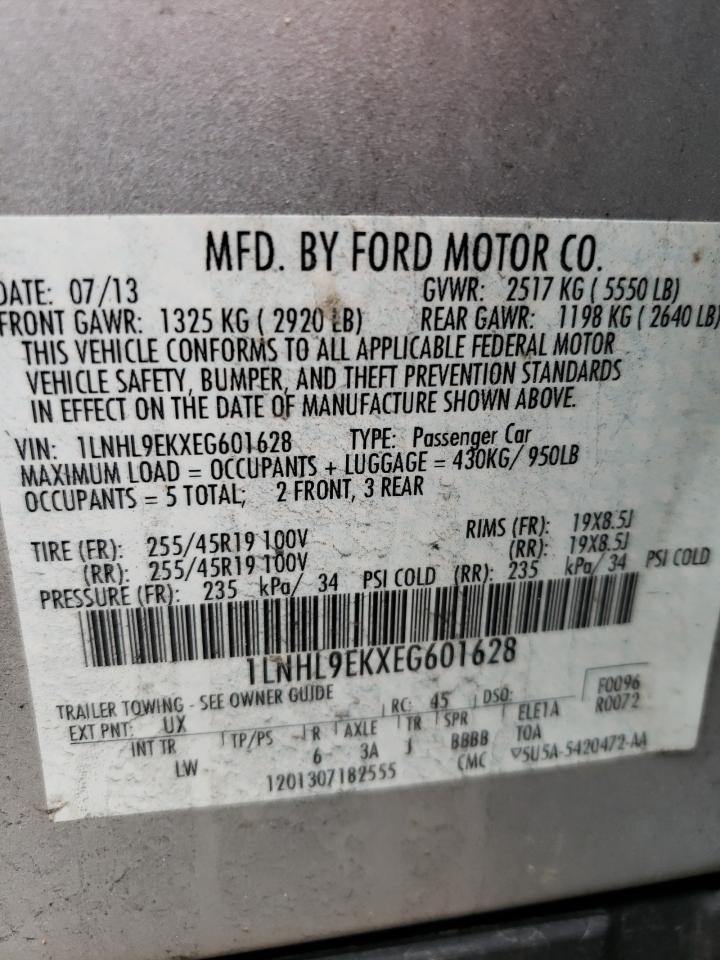 MFD. BY FORD MOTOR CO.
DATE: 07/13 GVWR: 2517 KG ( 5550 LB)
FRONT GAWR: 1325 KG ( 2920 LB) REAR GAWR: 1198 KG ( 2640 LB)
THIS VEHICLE CONFORMS TO ALL APPLICABLE FEDERAL MOTOR
VEHICLE SAFETY, BUMPER, AND THEFT PREVENTION STANDARDS
IN EFFECT ON THE DATE OF MANUFACTURE SHOWN ABOVE.
VIN: 1LNHL9EKXEG601628 TYPE: Passenger Car
MAXIMUM LOAD = OCCUPANTS + LUGGAGE = 430KG/ 950LB
OCCUPANTS = 5 TOTAL; 2 FRONT, 3 REAR
TIRE (FR): 255/45R19 100V RIMS (FR): 19X8.5J
(RR): 255/45R19 100V (RR): 19X8.5J
PRESSURE (FR): 235 kPa/ 34 PSI COLD (RR): 235 kPa/ 34 PSI COLD
1LNHL9EKXEG601628
TRAILER TOWING - SEE OWNER GUIDE
EXT PNT: UX RC: 45 DSO: F0096
INT TR TP/PS R AXLE TR SPR ELE1A R0072
LW 6 3A J BBBB TOA
1201307182555 CMC ▽5U5A-5420472-AA